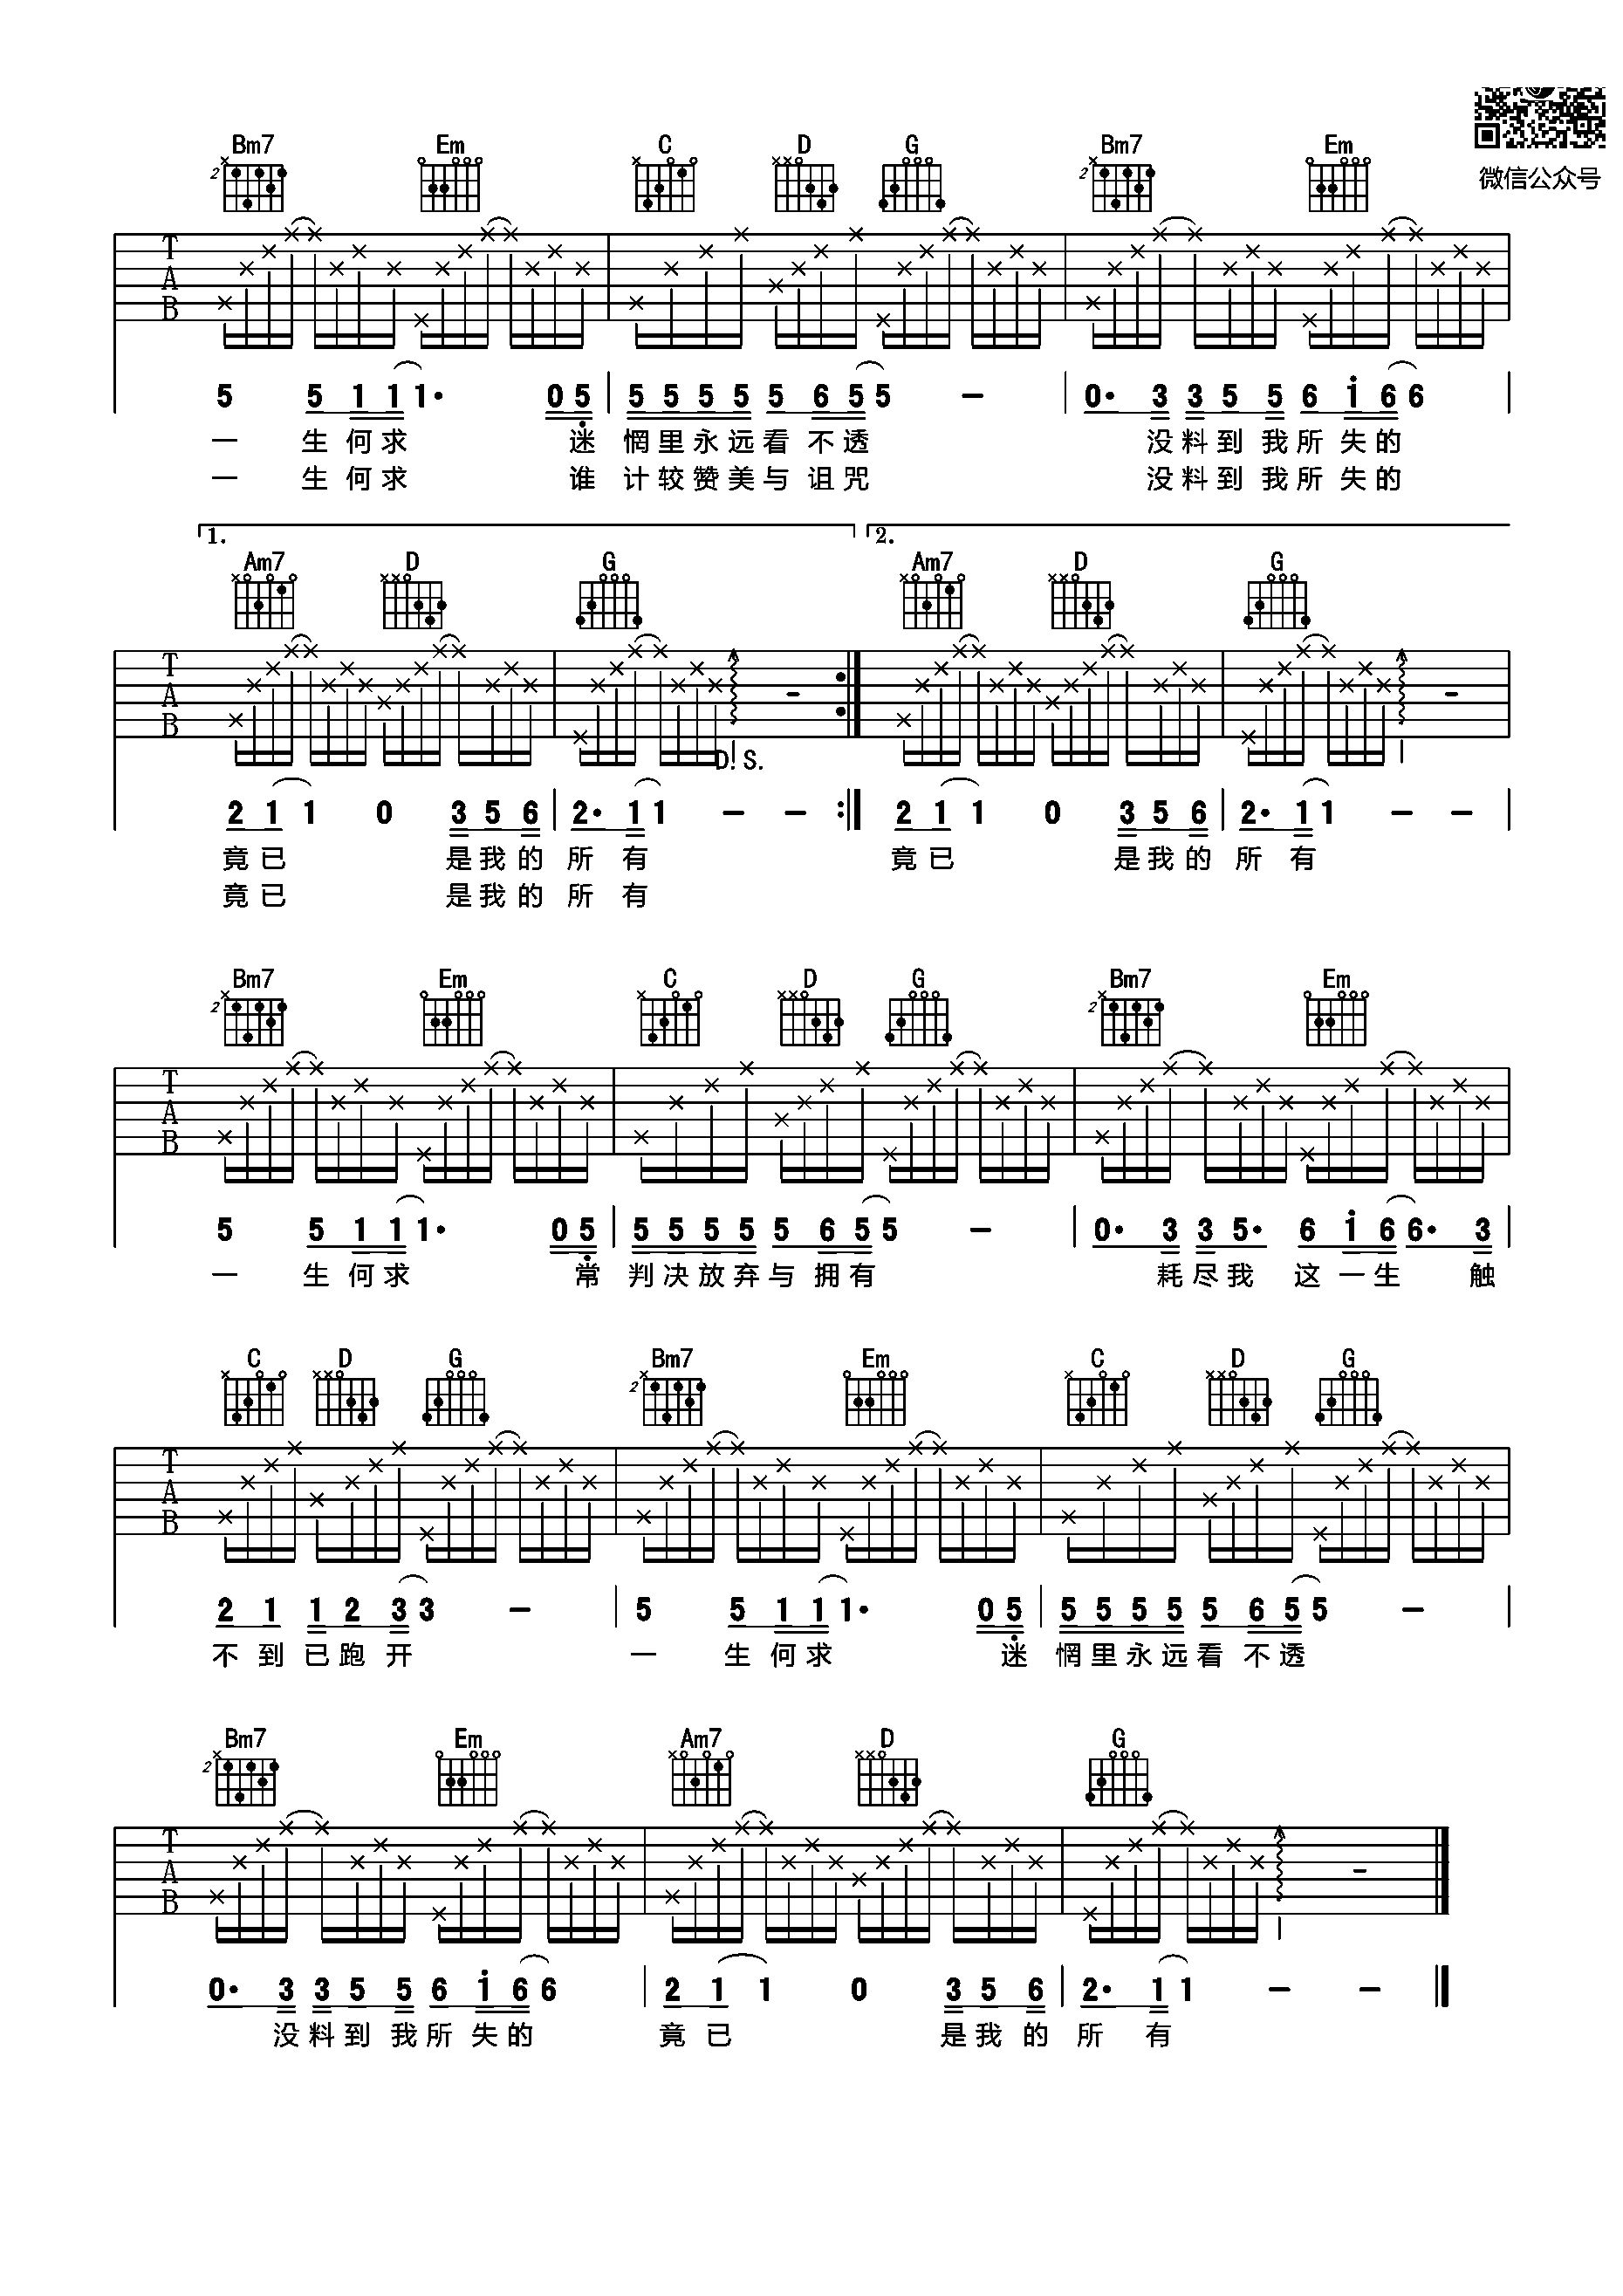 微信公众号
Bm7 Em C D G Bm7 Em
2 2
T
A
B
5 5 1 1 1· 0 5 5 5 5 5 5 6 5 5 — 0· 3 3 5 5 6 i 6 6
一 生 何 求 迷 惘 里 永 远 看 不 透 没 料 到 我 所 失 的
一 生 何 求 谁 计 较 赞 美 与 诅 咒 没 料 到 我 所 失 的
1. 2.
Am7 D G Am7 D G
T
A
B
D.S.
2 1 1 0 3 5 6 2· 1 1 — — 2 1 1 0 3 5 6 2· 1 1 — —
竟 已 是 我 的 所 有 竟 已 是 我 的 所 有
竟 已 是 我 的 所 有
Bm7 Em C D G Bm7 Em
2 2
T
A
B
5 5 1 1 1· 0 5 5 5 5 5 5 6 5 5 — 0· 3 3 5· 6 i 6 6· 3
一 生 何 求 常 判 决 放 弃 与 拥 有 耗 尽 我 这 一 生 触
C D G Bm7 Em C D G
2
T
A
B
2 1 1 2 3 3 — 5 5 1 1 1· 0 5 5 5 5 5 5 6 5 5 —
不 到 已 跑 开 一 生 何 求 迷 惘 里 永 远 看 不 透
Bm7 Em Am7 D G
2
T
A
B
0· 3 3 5 5 6 i 6 6 2 1 1 0 3 5 6 2· 1 1 — —
没 料 到 我 所 失 的 竟 已 是 我 的 所 有